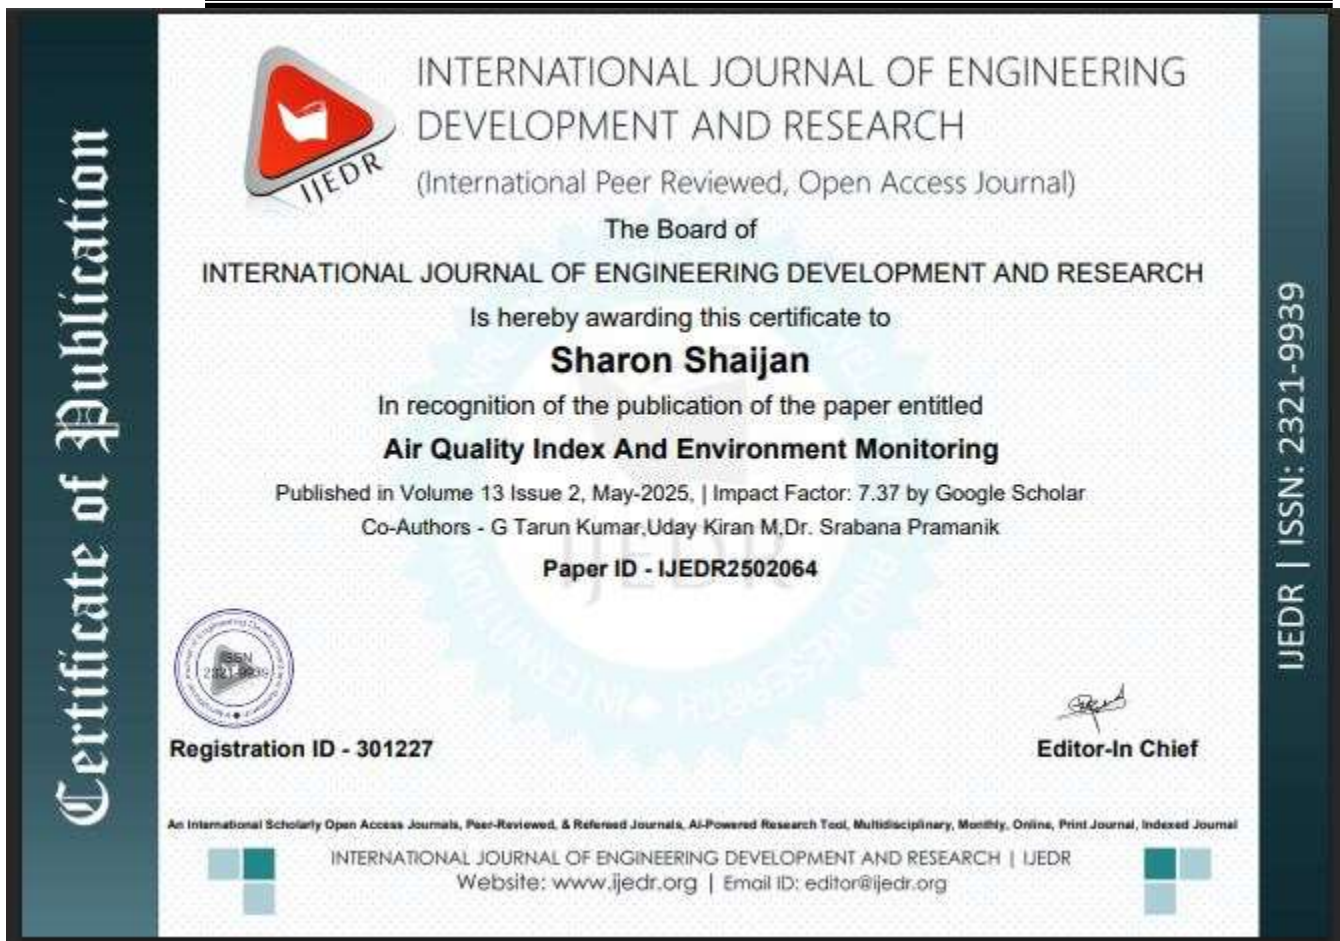 Certificate of Publication
IJEDR
INTERNATIONAL JOURNAL OF ENGINEERING
DEVELOPMENT AND RESEARCH
(International Peer Reviewed, Open Access Journal)
The Board of
INTERNATIONAL JOURNAL OF ENGINEERING DEVELOPMENT AND RESEARCH
Is hereby awarding this certificate to
Sharon Shaijan
In recognition of the publication of the paper entitled
Air Quality Index And Environment Monitoring
Published in Volume 13 Issue 2, May-2025, | Impact Factor: 7.37 by Google Scholar
Co-Authors - G Tarun Kumar,Uday Kiran M,Dr. Srabana Pramanik
IJEDR
Paper ID - IJEDR2502064
ISSN
2321-9939
Registration ID - 301227
Editor-In Chief
An International Scholarly Open Access Journals, Peer-Reviewed, & Refereed Journals, AI-Powered Research Tool, Multidisciplinary, Monthly, Online, Print Journal, Indexed Journal
INTERNATIONAL JOURNAL OF ENGINEERING DEVELOPMENT AND RESEARCH | IJEDR
Website: www.ijedr.org | Email ID: editor@ijedr.org
IJEDR | ISSN: 2321-9939